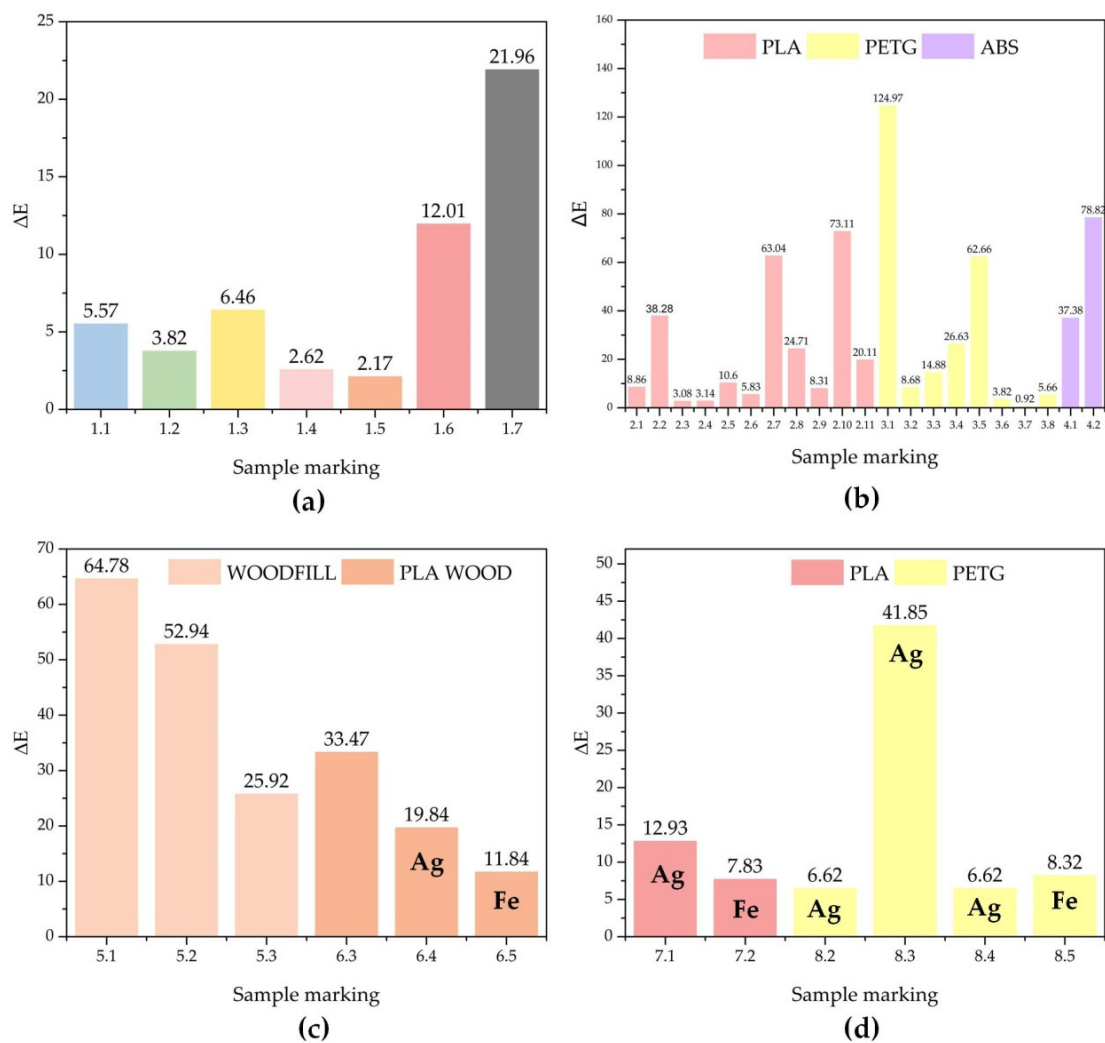 25
20
15
10
5
0
ΔE
5.57
3.82
6.46
2.62
2.17
12.01
21.96
1.1 1.2 1.3 1.4 1.5 1.6 1.7
Sample marking
(a)
160
140
120
100
80
60
40
20
0
ΔE
PLA PETG ABS
8.86
38.28
3.08
3.14
10.6
5.83
63.04
24.71
8.31
73.11
20.11
124.97
8.68
14.88
26.63
62.66
3.82
0.92
5.66
37.38
78.82
2.1 2.2 2.3 2.4 2.5 2.6 2.7 2.8 2.9 2.10 2.11 3.1 3.2 3.3 3.4 3.5 3.6 3.7 3.8 4.1 4.2
Sample marking
(b)
70
60
50
40
30
20
10
0
ΔE
WOODFILL PLA WOOD
64.78
52.94
25.92
33.47
19.84
Ag
11.84
Fe
5.1 5.2 5.3 6.3 6.4 6.5
Sample marking
(c)
50
45
40
35
30
25
20
15
10
5
0
ΔE
PLA PETG
12.93
Ag
7.83
Fe
6.62
Ag
41.85
Ag
6.62
Ag
8.32
Fe
7.1 7.2 8.2 8.3 8.4 8.5
Sample marking
(d)